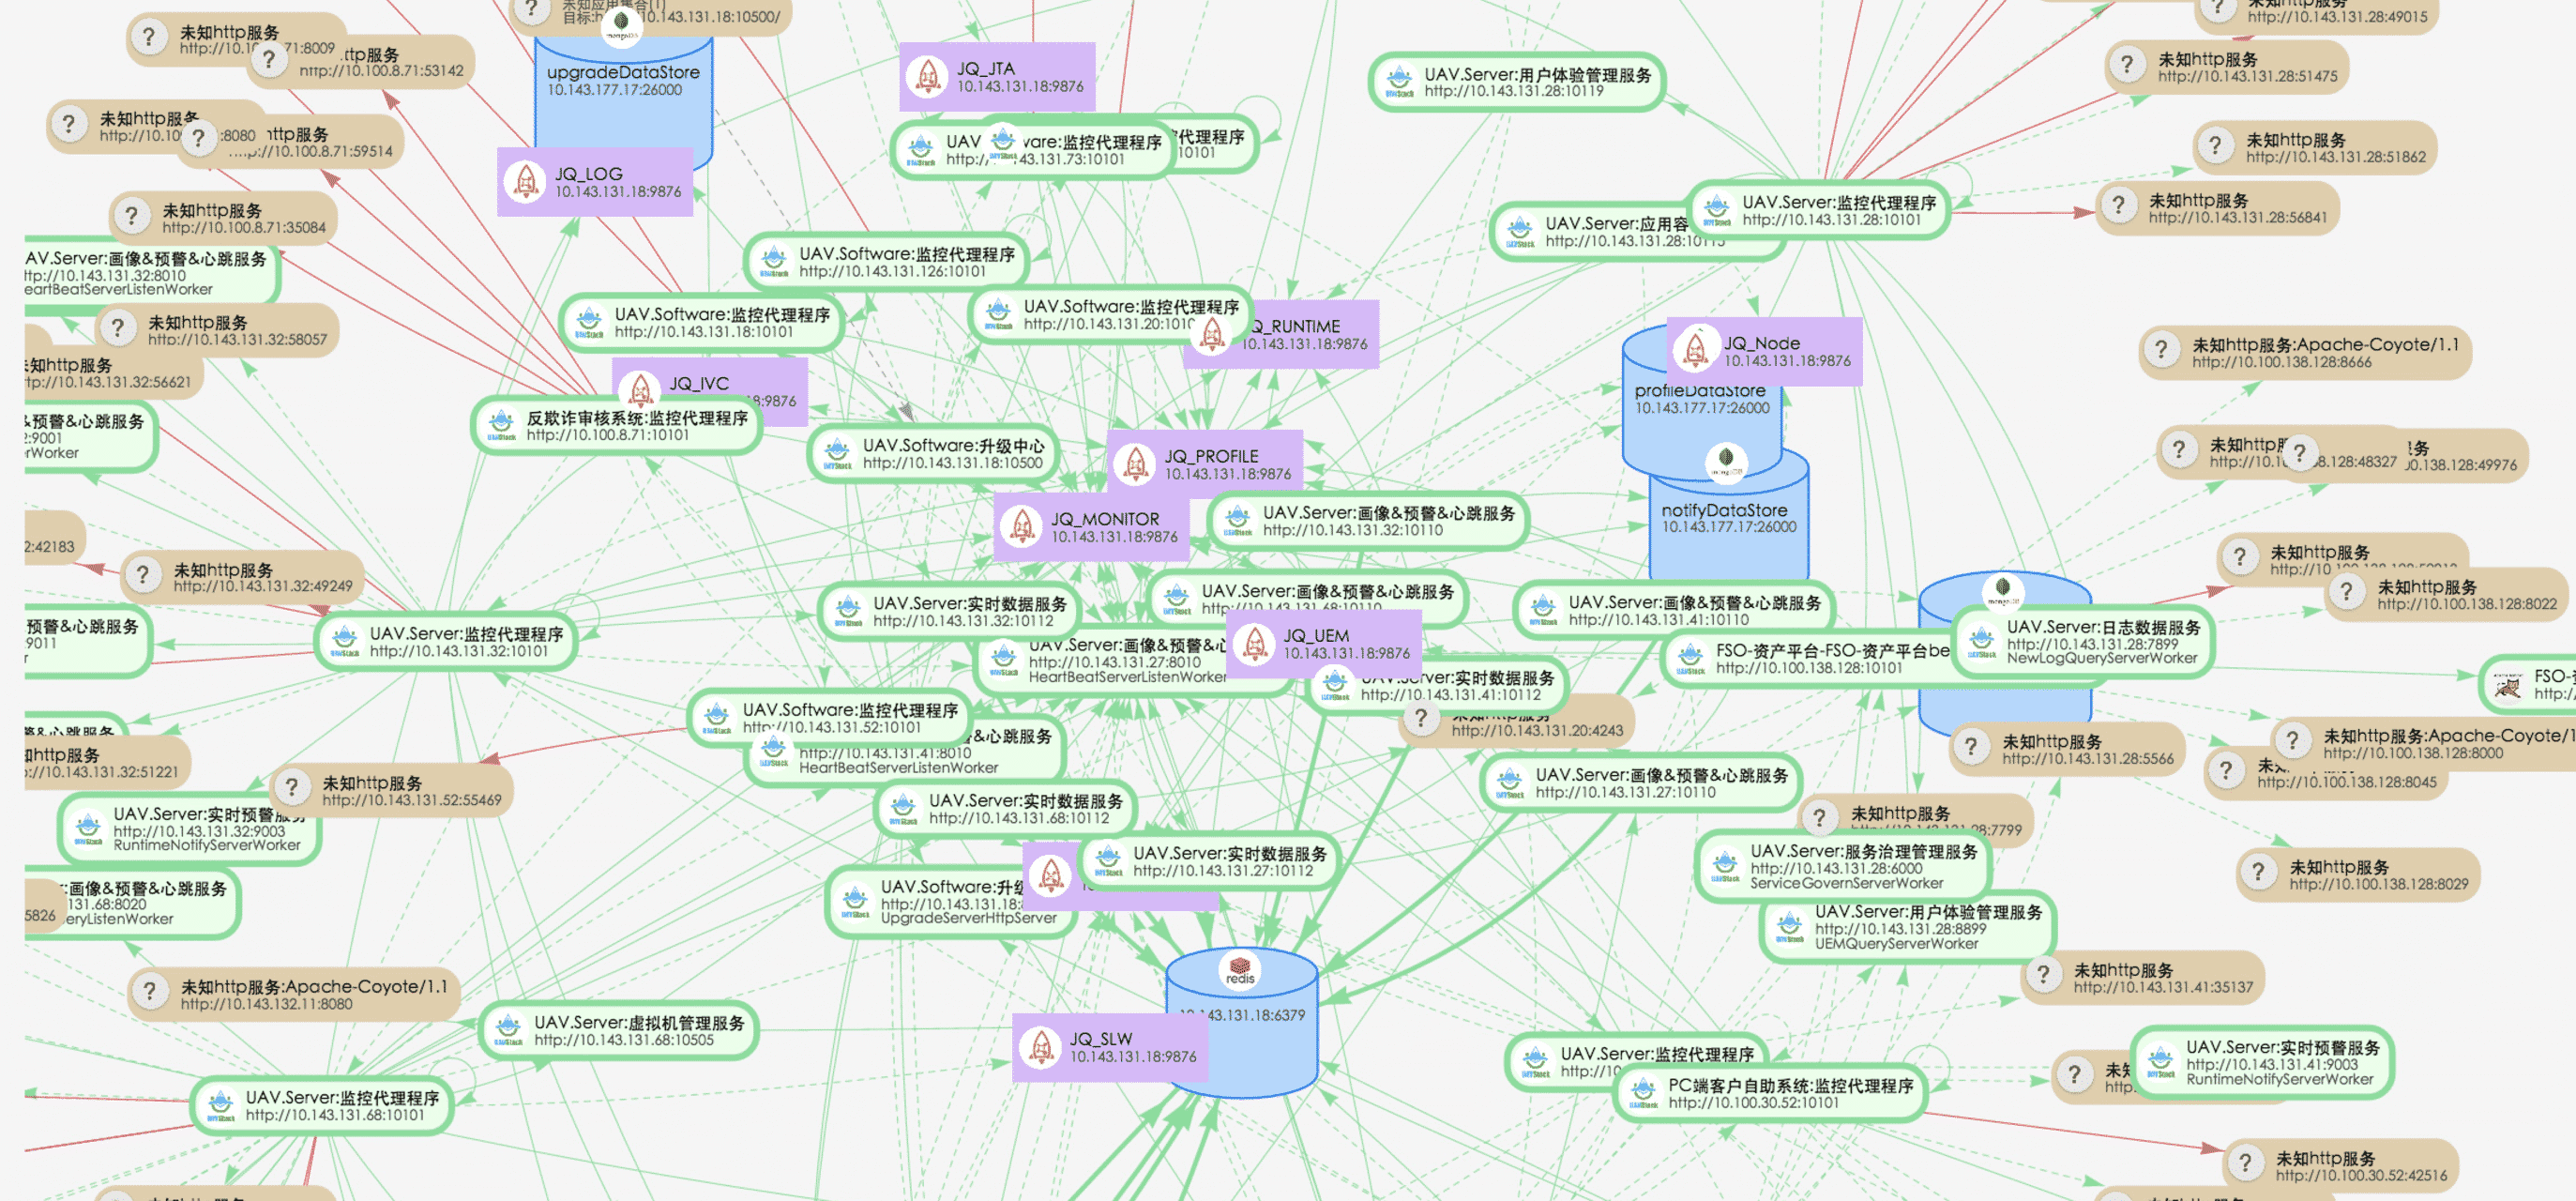 未知应用集合(1)
10.143.131.18:10500/
未知http服务
:8009
ttp服务
http://10.100.8.71:53142
upgradeDataStore
10.143.177.17:26000
JQ_JTA
10.143.131.18:9876
UAV.Server:用户体验管理服务
http://10.143.131.28:10119
http://10.143.131.28:49015
未知http服务
http://10.143.131.28:51475
未知http服务
:8080
ttp服务
://10.100.8.71:59514
JQ_LOG
10.143.131.18:9876
UAV
ware:监控代理程序
代理程序
10101
未知http服务
http://10.143.131.28:51862
未知http服务
http://10.100.8.71:35084
UAV.Server:应用容
UAV.Server:监控代理程序
http://10.143.131.28:10101
未知http服务
http://10.143.131.28:56841
AV.Server:画像&预警&心跳服务
ttp://10.143.131.32:8010
eartBeatServerListenWorker
UAV.Software:监控代理程序
http://10.143.131.126:10101
UAV.Software:监控代理程序
http://10.143.131.18:10101
UAV.Software:监控代理程序
http://10.143.131.20:1010
Q_RUNTIME
10.143.131.18:9876
未知http服务
http://10.143.131.32:58057
JQ_Node
10.143.131.18:9876
未知http服务:Apache-Coyote/1.1
http://10.100.138.128:8666
http服务
ttp://10.143.131.32:56621
JQ_IVC
8:9876
profileDataStore
10.143.177.17:26000
反欺诈审核系统:监控代理程序
http://10.100.8.71:10101
预警&心跳服务
2:9001
rWorker
UAV.Software:升级中心
http://10.143.131.18:10500
JQ_PROFILE
10.143.131.18:9876
未知http
8.128:48327
务
0.138.128:49976
JQ_MONITOR
10.143.131.18:9876
UAV.Server:画像&预警&心跳服务
http://10.143.131.32:10110
notifyDataStore
10.143.177.17:26000
2:42183
未知http服务
http://10.143.131.32:49249
未知http服务
未知http服务
http://10.100.138.128:8022
UAV.Server:实时数据服务
http://10.143.131.32:10112
UAV.Server:画像&预警&心跳服务
http://10.143.131.68:10110
UAV.Server:画像&预警&心跳服务
http://10.143.131.41:10110
预警&心跳服务
9011
r
UAV.Server:监控代理程序
http://10.143.131.32:10101
UAV.Server:画像&预警&心
http://10.143.131.27:8010
HeartBeatServerListenWorker
JQ_UEM
10.143.131.18:9876
FSO-资产平台-FSO-资产平台be
http://10.100.138.128:10101
UAV.Server:日志数据服务
http://10.143.131.28:7899
NewLogQueryServerWorker
实时数据服务
http://10.143.131.41:10112
FSO-
http://
UAV.Software:监控代理程序
http://10.143.131.52:10101
http://10.143.131.20:4243
心跳服务
http://10.143.131.41:8010
HeartBeatServerListenWorker
http服务
://10.143.131.32:51221
未知http服务
http://10.143.131.28:5566
未知http服务:Apache-Coyote/1
http://10.100.138.128:8000
http://10.100.138.128:8045
未知http服务
http://10.143.131.52:55469
UAV.Server:画像&预警&心跳服务
http://10.143.131.27:10110
UAV.Server:实时数据服务
http://10.143.131.68:10112
UAV.Server:实时预警服务
http://10.143.131.32:9003
RuntimeNotifyServerWorker
未知http服务
UAV.Server:实时数据服务
http://10.143.131.27:10112
UAV.Server:服务治理管理服务
http://10.143.131.28:6000
ServiceGovernServerWorker
未知http服务
http://10.100.138.128:8029
:画像&预警&心跳服务
131.68:8020
eryListenWorker
5826
UAV.Software:升级
http://10.143.131.18:
UpgradeServerHttpServer
UAV.Server:用户体验管理服务
http://10.143.131.28:8899
UEMQueryServerWorker
redis
10.143.131.18:6379
未知http服务
http://10.143.131.41:35137
未知http服务:Apache-Coyote/1.1
http://10.143.132.11:8080
UAV.Server:虚拟机管理服务
http://10.143.131.68:10505
JQ_SLW
10.143.131.18:9876
UAV.Server:监控代理程序
PC端客户自助系统:监控代理程序
http://10.100.30.52:10101
UAV.Server:实时预警服务
http://10.143.131.41:9003
RuntimeNotifyServerWorker
UAV.Server:监控代理程序
http://10.143.131.68:10101
未知http服务
http://10.100.30.52:42516